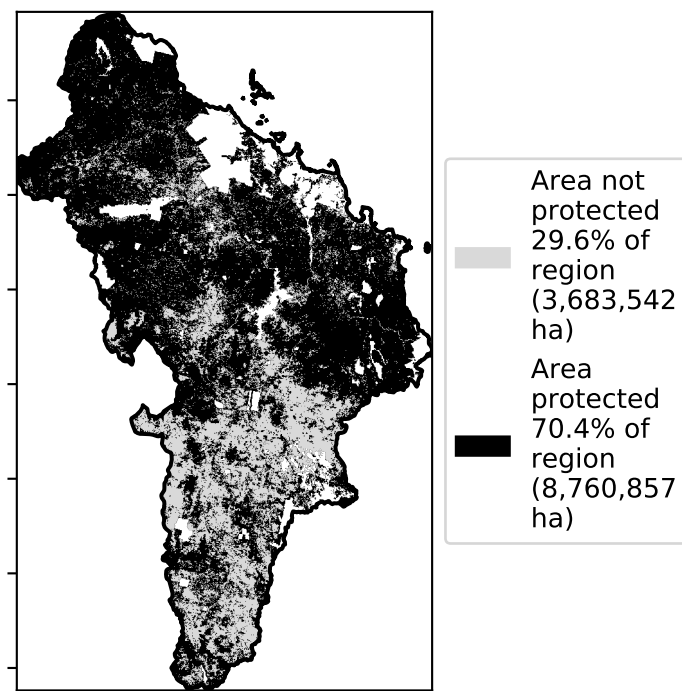 Area not
protected
29.6% of
region
(3,683,542
ha)
Area
protected
70.4% of
region
(8,760,857
ha)